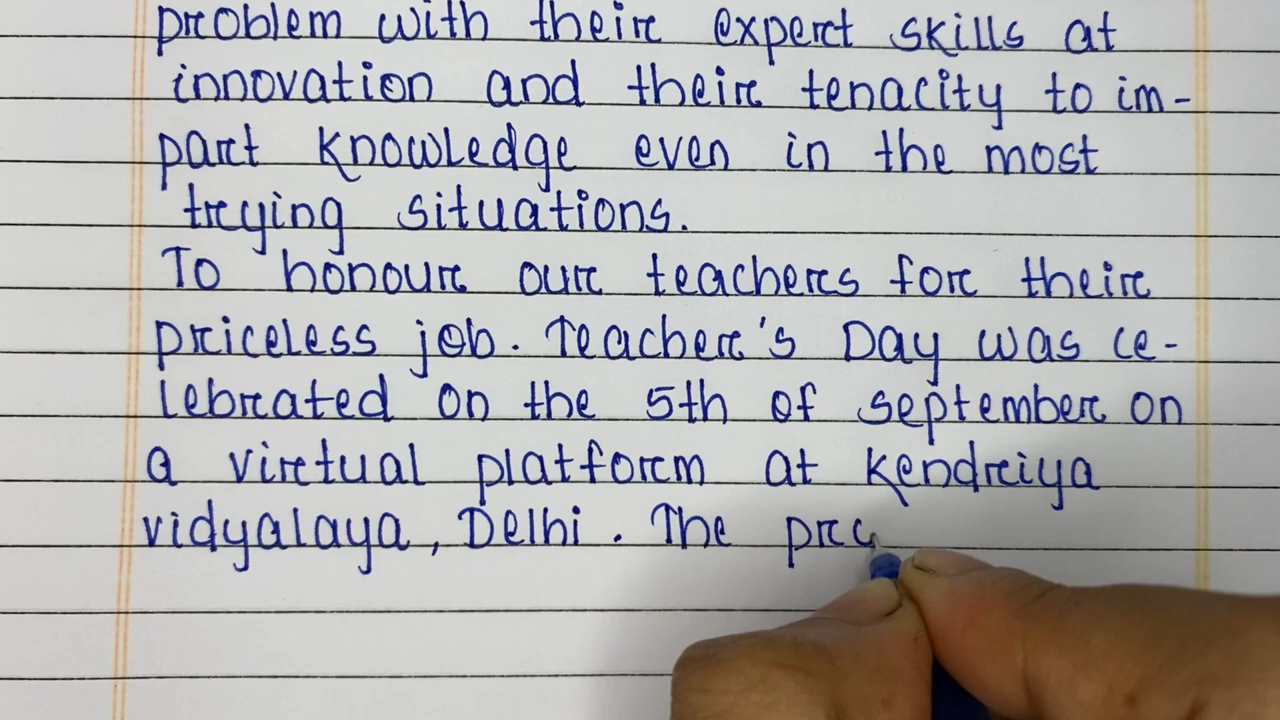 problem with their expert skills at
innovation and their tenacity to im-
part knowledge even in the most
trying situations.
To honour our teachers for their
priceless job. Teacher's Day was ce-
lebrated on the 5th of september on
a virtual platform at Kendriya
vidyalaya, Delhi. The